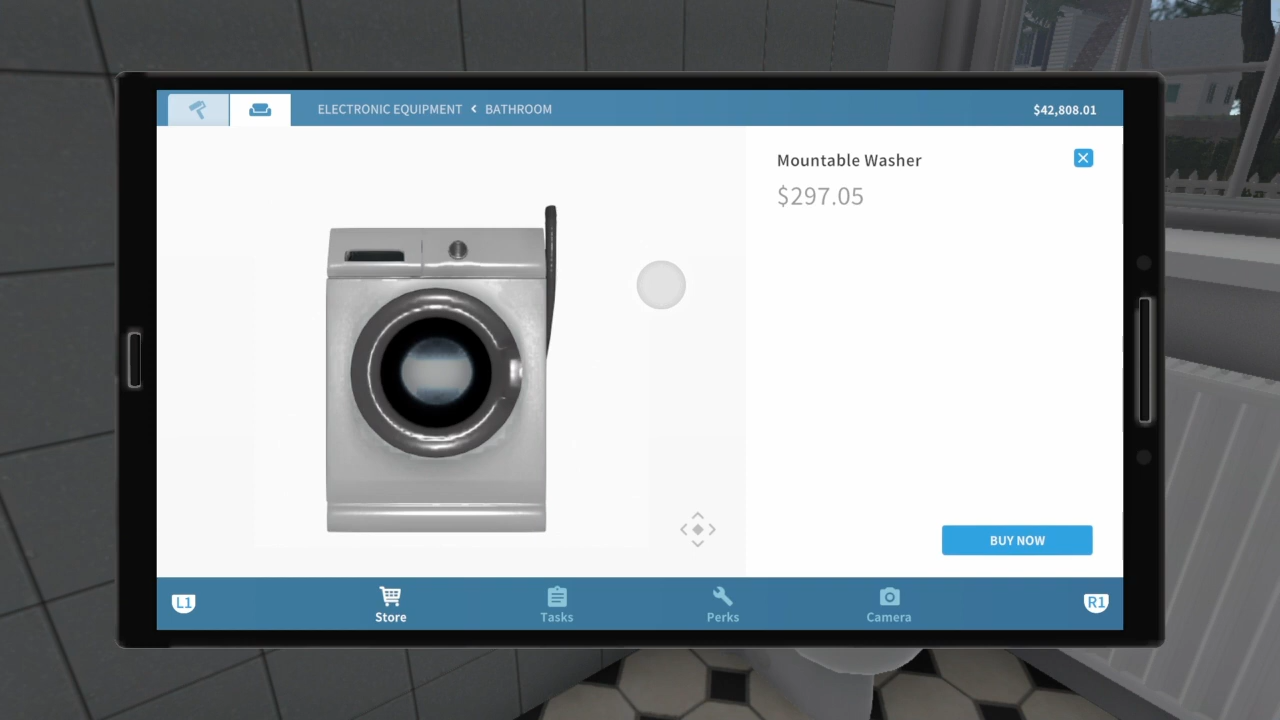 ELECTRONIC EQUIPMENT < BATHROOM
$42,808.01
Mountable Washer
$297.05
BUY NOW
L1
Store
Tasks
Perks
Camera
R1